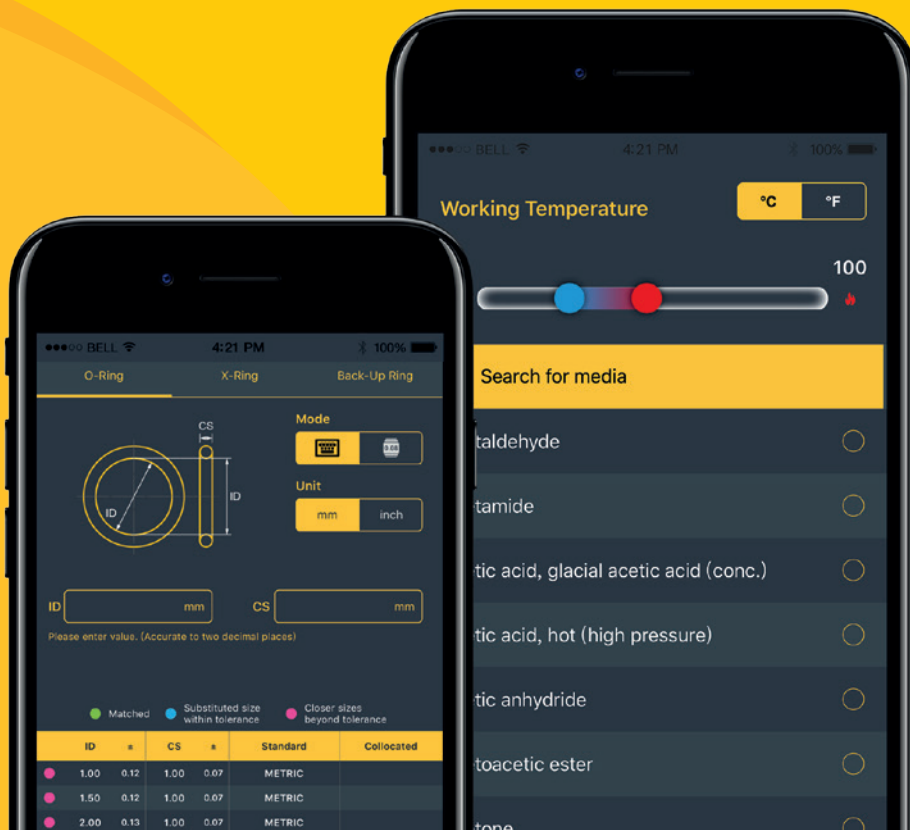 BELL 4:21 PM 100%
Working Temperature °C °F
100
Search for media
taldehyde
tamide
tic acid, glacial acetic acid (conc.)
tic acid, hot (high pressure)
tic anhydride
toacetic ester
tone
BELL 4:21 PM 100%
O-Ring X-Ring Back-Up Ring
CS
Mode
ID
ID
Unit
mm inch
ID mm CS mm
Please enter value. (Accurate to two decimal places)
Matched
Substituted size
within tolerance
Closer sizes
beyond tolerance
ID ± CS ± Standard Collocated
1.00 0.12 1.00 0.07 METRIC
1.50 0.12 1.00 0.07 METRIC
2.00 0.13 1.00 0.07 METRIC